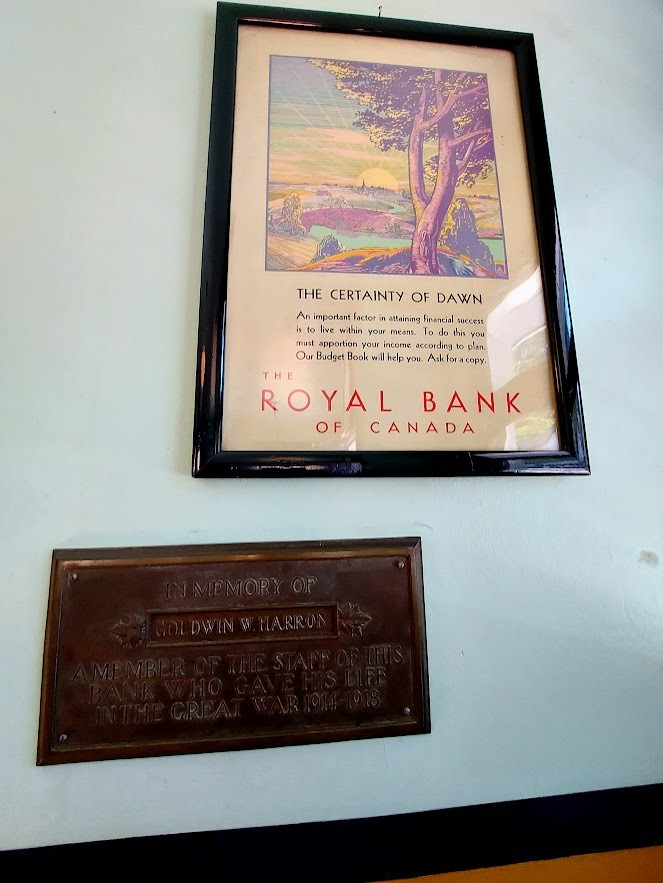 THE CERTAINTY OF DAWN
An important factor in attaining financial success
is to live within your means. To do this you
must apportion your income according to plan.
Our Budget Book will help you. Ask for a copy.
THE
ROYAL BANK
OF CANADA
IN MEMORY OF
GOLDWIN W. HARRON
A MEMBER OF THE STAFF OF THIS
BANK WHO GAVE HIS LIFE
IN THE GREAT WAR 1914-1918